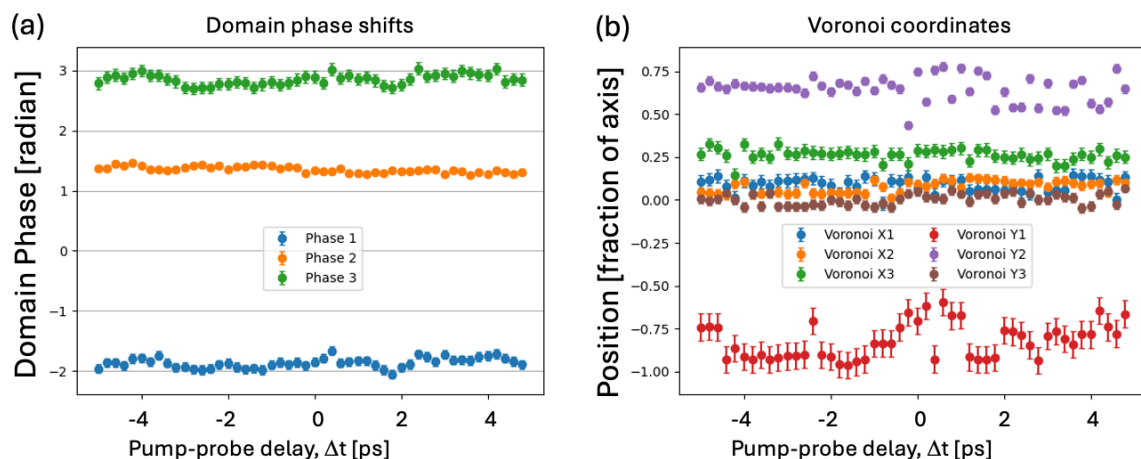 (a)
Domain phase shifts
Domain Phase [radian]
3
2
1
0
−1
−2
Phase 1
Phase 2
Phase 3
-4
-2
0
2
4
Pump-probe delay, Δt [ps]
(b)
Voronoi coordinates
Position [fraction of axis]
0.75
0.50
0.25
0.00
−0.25
−0.50
−0.75
−1.00
Voronoi X1
Voronoi X2
Voronoi X3
Voronoi Y1
Voronoi Y2
Voronoi Y3
-4
-2
0
2
4
Pump-probe delay, Δt [ps]